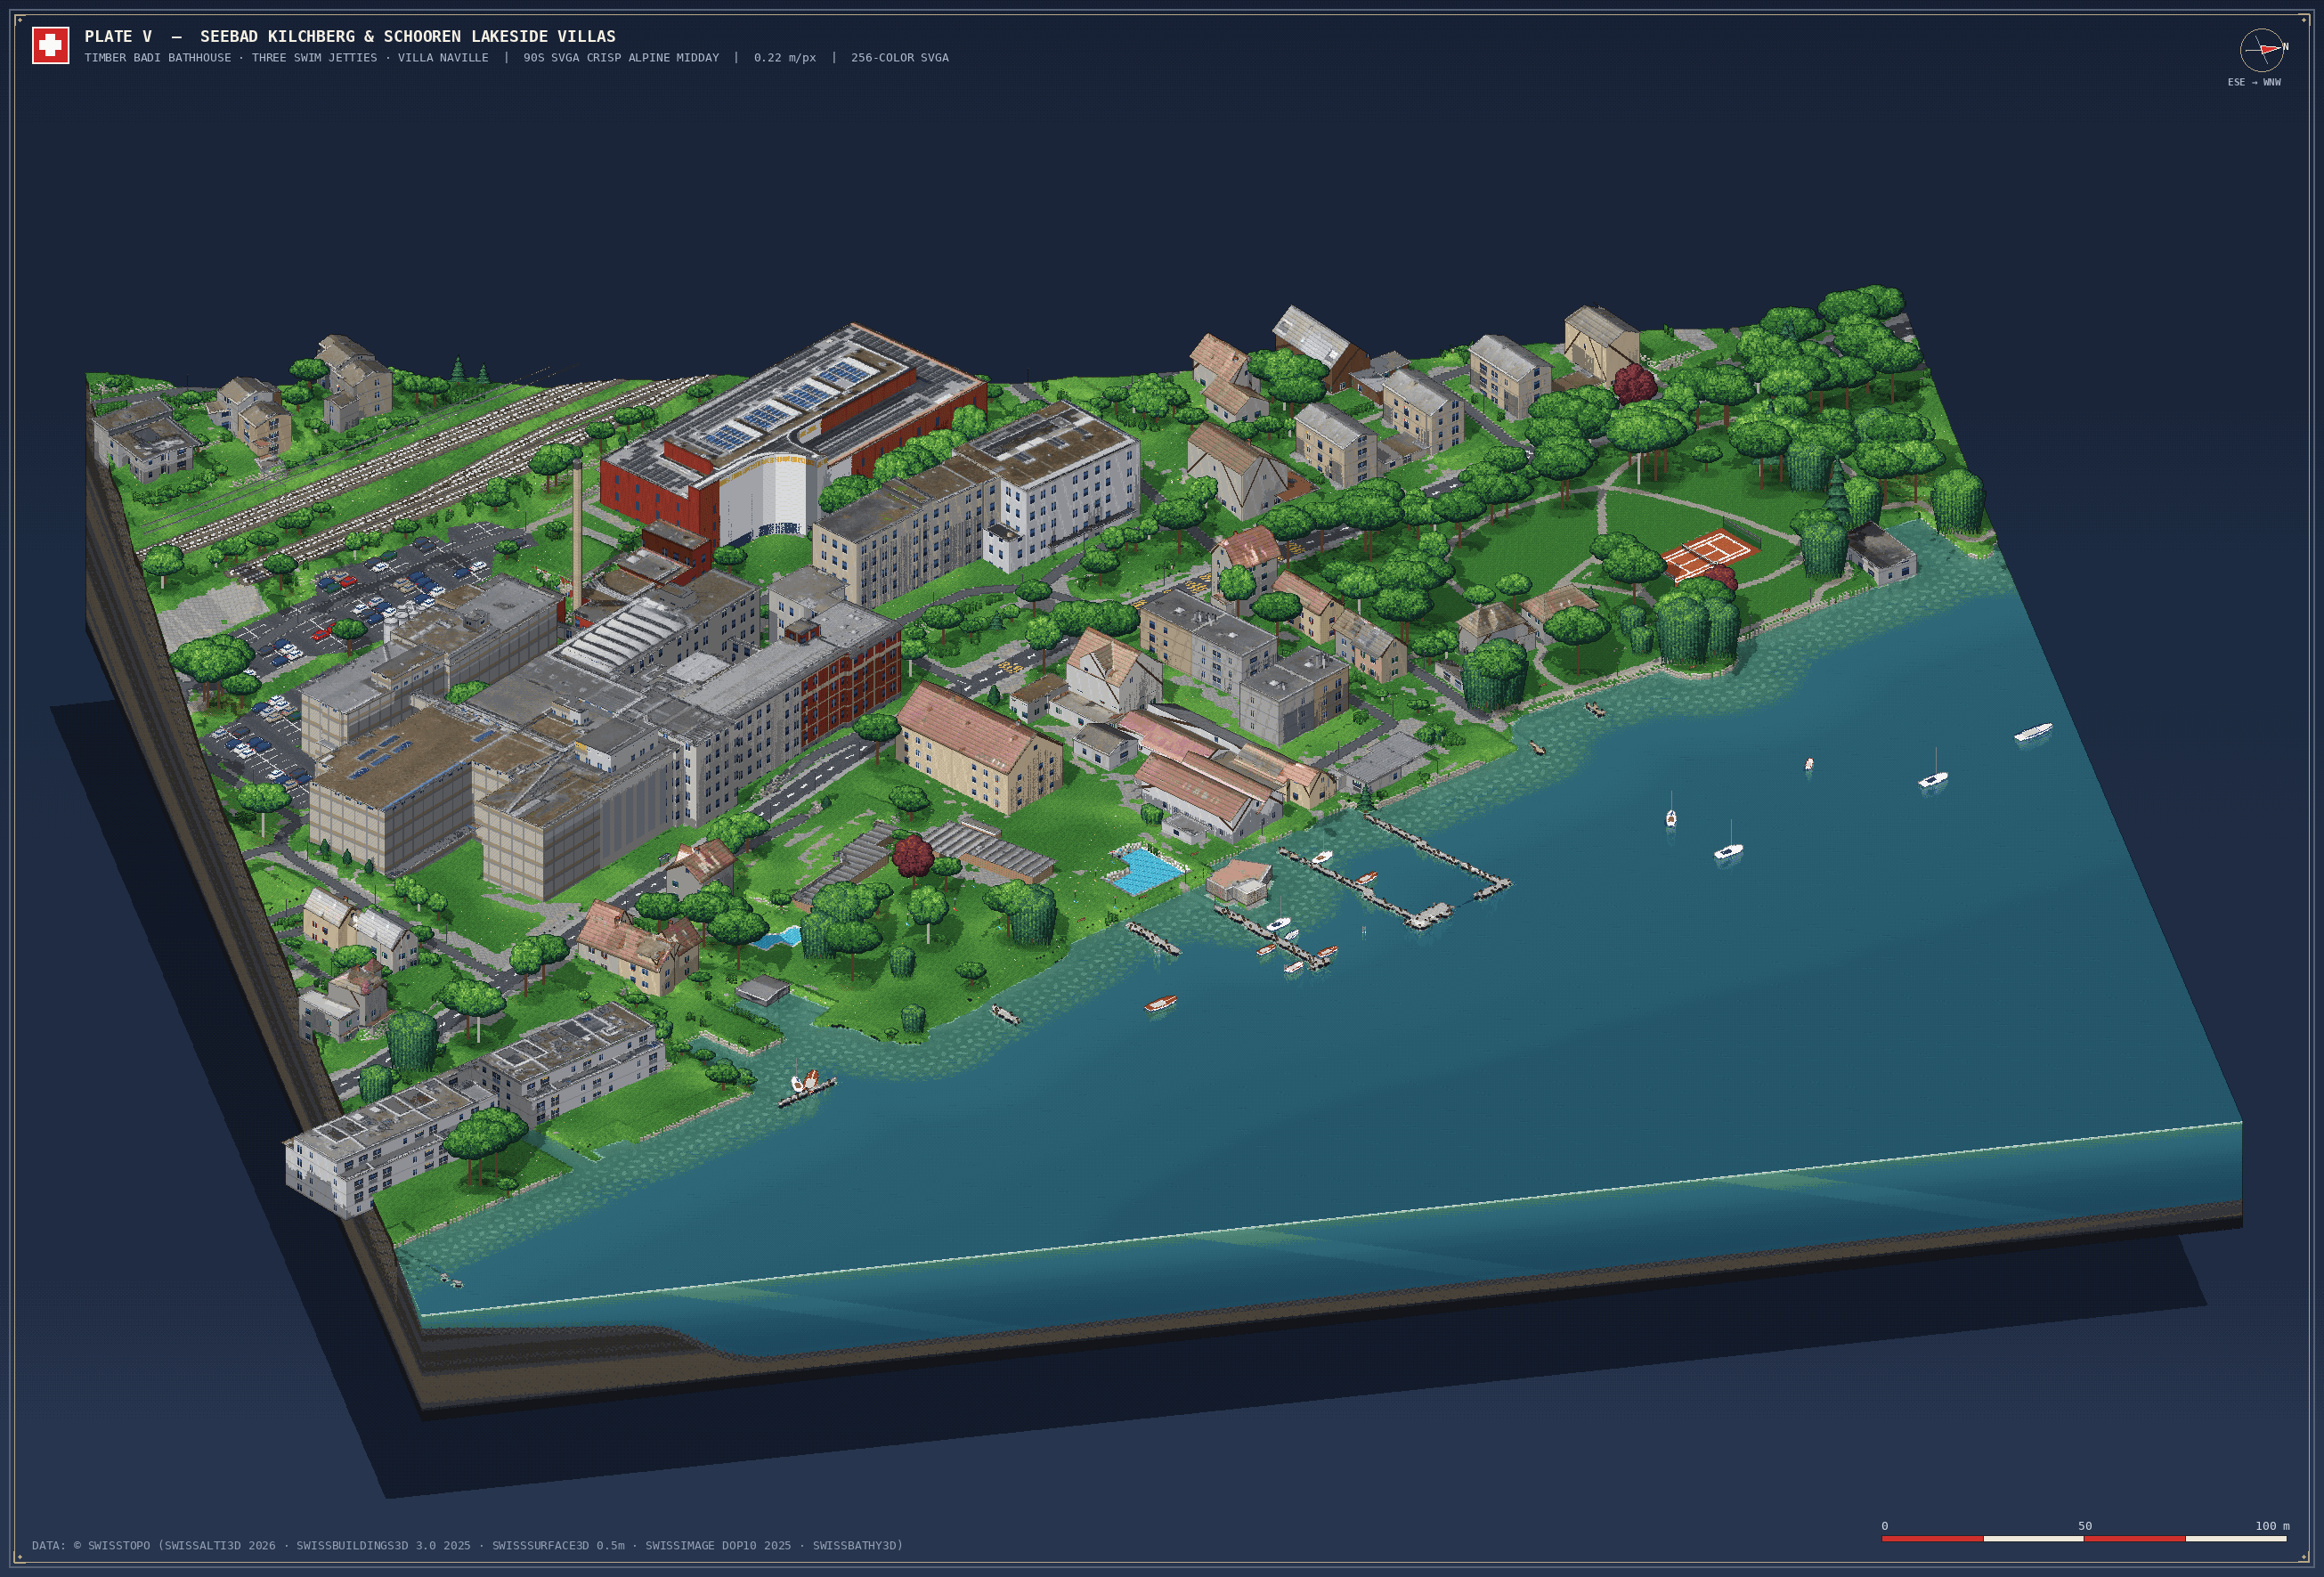 PLATE V — SEEBAD KILCHBERG & SCHOOREN LAKESIDE VILLAS
TIMBER BADI BATHHOUSE · THREE SWIM JETTIES · VILLA NAVILLE | 90S SVGA CRISP ALPINE MIDDAY | 0.22 m/px | 256-COLOR SVGA
N
ESE → WNW
0 50 100 m
DATA: © SWISSTOPO (SWISSALTI3D 2026 · SWISSBUILDINGS3D 3.0 2025 · SWISSSURFACE3D 0.5m · SWISSIMAGE DOP10 2025 · SWISSBATHY3D)